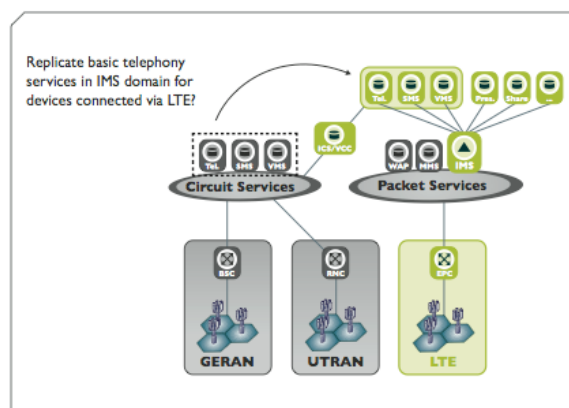 Replicate basic telephony
services in IMS domain for
devices connected via LTE?
Tel. SMS VMS Pres. Share ...
ICS/VCC
Tel. SMS VMS WAP MMS IMS
Circuit Services Packet Services
BSC RNC EPC
GERAN UTRAN LTE